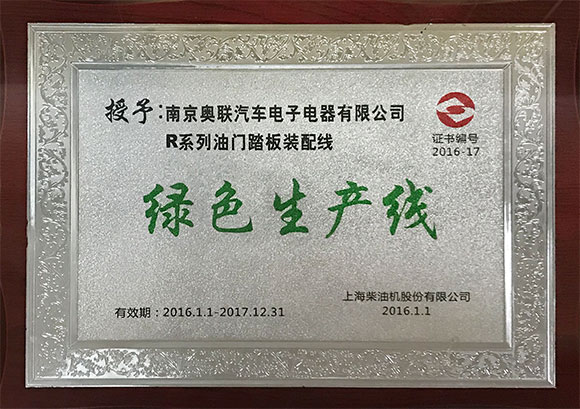 授予：南京奥联汽车电子电器有限公司
R系列油门踏板装配线
证书编号
2016-17
绿色生产线
有效期：2016.1.1-2017.12.31
上海柴油机股份有限公司
2016.1.1